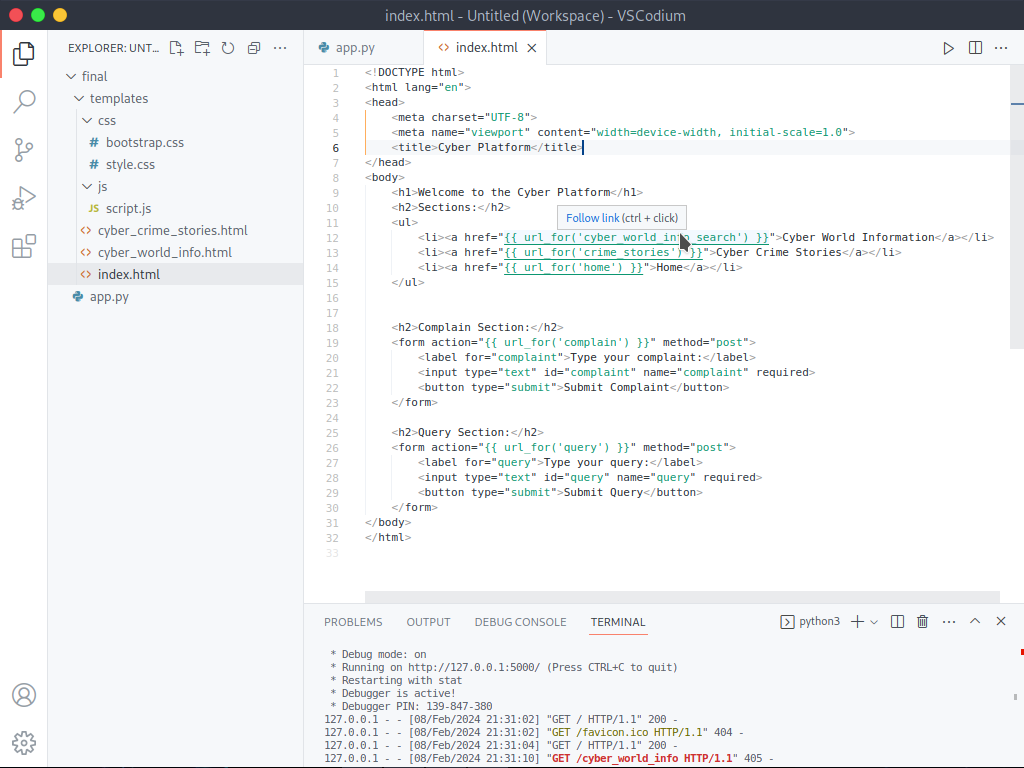 index.html - Untitled (Workspace) - VSCodium
EXPLORER: UNT...
app.py
index.html
final
templates
css
bootstrap.css
style.css
js
script.js
cyber_crime_stories.html
cyber_world_info.html
index.html
app.py
1 <!DOCTYPE html>
2 <html lang="en">
3 <head>
4 <meta charset="UTF-8">
5 <meta name="viewport" content="width=device-width, initial-scale=1.0">
6 <title>Cyber Platform</title>
7 </head>
8 <body>
9 <h1>Welcome to the Cyber Platform</h1>
10 <h2>Sections:</h2>
Follow link (ctrl + click)
11 <ul>
12 <li><a href="{{ url_for('cyber_world_info_search') }}">Cyber World Information</a></li>
13 <li><a href="{{ url_for('crime_stories') }}">Cyber Crime Stories</a></li>
14 <li><a href="{{ url_for('home') }}">Home</a></li>
15 </ul>
16
17
18 <h2>Complain Section:</h2>
19 <form action="{{ url_for('complain') }}" method="post">
20 <label for="complaint">Type your complaint:</label>
21 <input type="text" id="complaint" name="complaint" required>
22 <button type="submit">Submit Complaint</button>
23 </form>
24
25 <h2>Query Section:</h2>
26 <form action="{{ url_for('query') }}" method="post">
27 <label for="query">Type your query:</label>
28 <input type="text" id="query" name="query" required>
29 <button type="submit">Submit Query</button>
30 </form>
31 </body>
32 </html>
33
PROBLEMS OUTPUT DEBUG CONSOLE TERMINAL python3
* Debug mode: on
* Running on http://127.0.0.1:5000/ (Press CTRL+C to quit)
* Restarting with stat
* Debugger is active!
* Debugger PIN: 139-847-380
127.0.0.1 - - [08/Feb/2024 21:31:02] "GET / HTTP/1.1" 200 -
127.0.0.1 - - [08/Feb/2024 21:31:02] "GET /favicon.ico HTTP/1.1" 404 -
127.0.0.1 - - [08/Feb/2024 21:31:04] "GET / HTTP/1.1" 200 -
127.0.0.1 - - [08/Feb/2024 21:31:10] "GET /cyber_world_info HTTP/1.1" 405 -